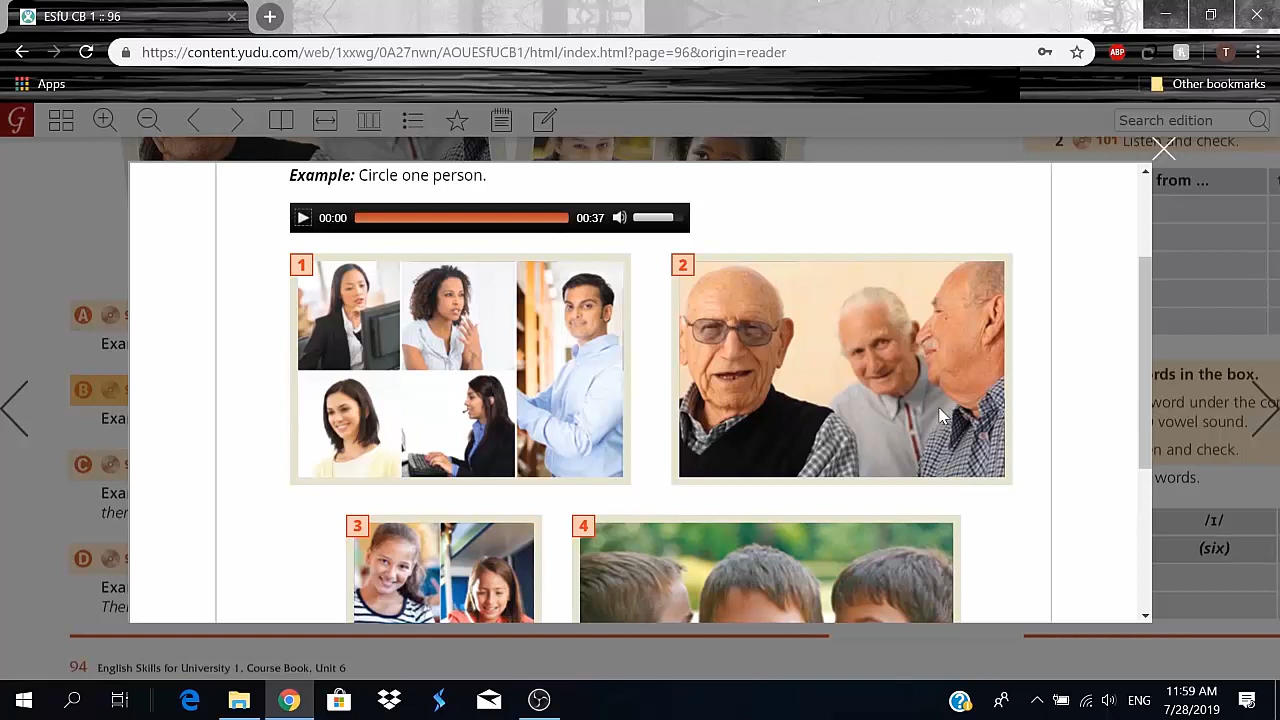 ESfU CB 1 :: 96
https://content.yudu.com/web/1xxwg/0A27nwn/AOUESfUCB1/html/index.html?page=96&origin=reader
ABP
T
Apps
Other bookmarks
G
Search edition
2 101 Listen and check.
Example: Circle one person.
from ...
00:00
00:37
1
2
A
Exa
B
Exa
C
Exa
ther
D
Exa
The
rds in the box.
word under the co
vowel sound.
n and check.
words.
/ɪ/
(six)
3
4
94 English Skills for University 1. Course Book, Unit 6
ENG
11:59 AM
7/28/2019